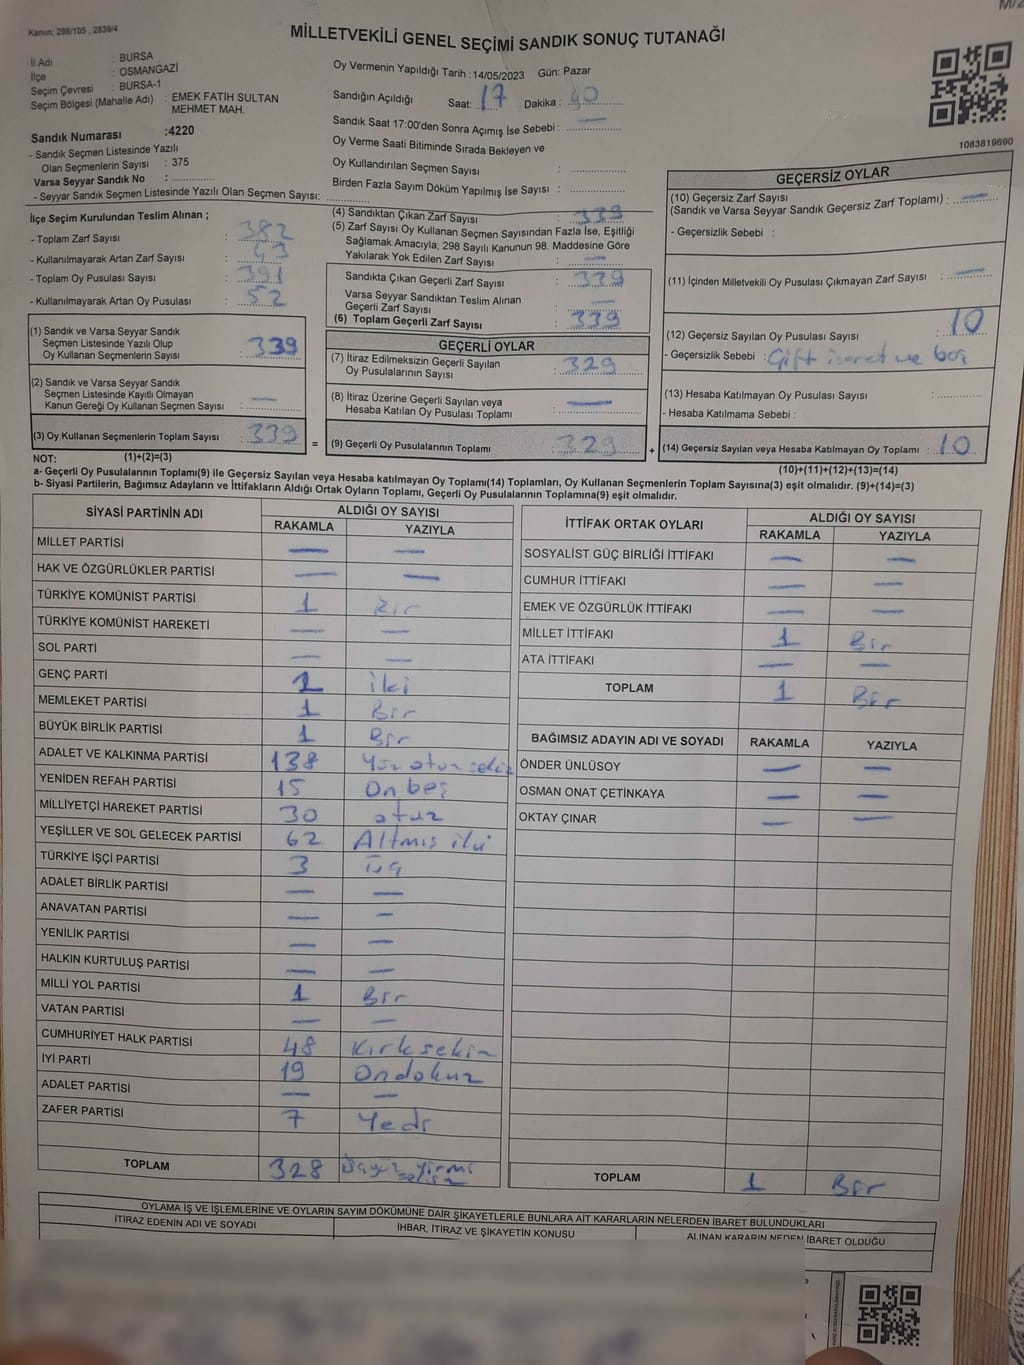 Kanun; 298/105 , 2839/4
MİLLETVEKİLİ GENEL SEÇİMİ SANDIK SONUÇ TUTANAĞI
İl Adı : BURSA
İlçe : OSMANGAZİ
Seçim Çevresi : BURSA-1
Seçim Bölgesi (Mahalle Adı) : EMEK FATİH SULTAN
MEHMET MAH.
Sandık Numarası :4220
- Sandık Seçmen Listesinde Yazılı
Olan Seçmenlerin Sayısı : 375
Varsa Seyyar Sandık No :
- Seyyar Sandık Seçmen Listesinde Yazılı Olan Seçmen Sayısı:
Oy Vermenin Yapıldığı Tarih : 14/05/2023 Gün: Pazar
Sandığın Açıldığı Saat: 17 Dakika :
Sandık Saat 17:00'den Sonra Açımış İse Sebebi : —
Oy Verme Saati Bitiminde Sırada Bekleyen ve
Oy Kullandırılan Seçmen Sayısı :
Birden Fazla Sayım Döküm Yapılmış İse Sayısı :
1083819690
İlçe Seçim Kurulundan Teslim Alınan ;
- Toplam Zarf Sayısı : 382
- Kullanılmayarak Artan Zarf Sayısı : 43
- Toplam Oy Pusulası Sayısı : 391
- Kullanılmayarak Artan Oy Pusulası : 52
(1) Sandık ve Varsa Seyyar Sandık
Seçmen Listesinde Yazılı Olup
Oy Kullanan Seçmenlerin Sayısı : 339
(2) Sandık ve Varsa Seyyar Sandık
Seçmen Listesinde Kayıtlı Olmayan
Kanun Gereği Oy Kullanan Seçmen Sayısı : —
(3) Oy Kullanan Seçmenlerin Toplam Sayısı : 339 =
(4) Sandıktan Çıkan Zarf Sayısı : 339
(5) Zarf Sayısı Oy Kullanan Seçmen Sayısından Fazla İse, Eşitliği
Sağlamak Amacıyla; 298 Sayılı Kanunun 98. Maddesine Göre
Yakılarak Yok Edilen Zarf Sayısı : —
Sandıkta Çıkan Geçerli Zarf Sayısı : 339
Varsa Seyyar Sandıktan Teslim Alınan
Geçerli Zarf Sayısı : —
(6) Toplam Geçerli Zarf Sayısı : 339
GEÇERLİ OYLAR
(7) İtiraz Edilmeksizin Geçerli Sayılan
Oy Pusulalarının Sayısı : 329
(8) İtiraz Üzerine Geçerli Sayılan veya
Hesaba Katılan Oy Pusulası Toplamı : —
(9) Geçerli Oy Pusulalarının Toplamı : 329 +
GEÇERSİZ OYLAR
(10) Geçersiz Zarf Sayısı
(Sandık ve Varsa Seyyar Sandık Geçersiz Zarf Toplamı) : —
- Geçersizlik Sebebi :
(11) İçinden Milletvekili Oy Pusulası Çıkmayan Zarf Sayısı : —
(12) Geçersiz Sayılan Oy Pusulası Sayısı : 10
- Geçersizlik Sebebi : Çift işaret ve boş
(13) Hesaba Katılmayan Oy Pusulası Sayısı :
- Hesaba Katılmama Sebebi :
(14) Geçersiz Sayılan veya Hesaba Katılmayan Oy Toplamı : 10
NOT: (1)+(2)=(3)
(10)+(11)+(12)+(13)=(14)
a- Geçerli Oy Pusulalarının Toplamı(9) ile Geçersiz Sayılan veya Hesaba katılmayan Oy Toplamı(14) Toplamları, Oy Kullanan Seçmenlerin Toplam Sayısına(3) eşit olmalıdır. (9)+(14)=(3)
b- Siyasi Partilerin, Bağımsız Adayların ve İttifakların Aldığı Ortak Oyların Toplamı, Geçerli Oy Pusulalarının Toplamına(9) eşit olmalıdır.
SİYASİ PARTİNİN ADI ALDIĞI OY SAYISI
RAKAMLA YAZIYLA
MİLLET PARTİSİ — —
HAK VE ÖZGÜRLÜKLER PARTİSİ — —
TÜRKİYE KOMÜNİST PARTİSİ 1 Bir
TÜRKİYE KOMÜNİST HAREKETİ — —
SOL PARTİ — —
GENÇ PARTİ 2 iki
MEMLEKET PARTİSİ 1 Bir
BÜYÜK BİRLİK PARTİSİ 1 Bir
ADALET VE KALKINMA PARTİSİ 138 Yüz otuz sekiz
YENİDEN REFAH PARTİSİ 15 On beş
MİLLİYETÇİ HAREKET PARTİSİ 30 otuz
YEŞİLLER VE SOL GELECEK PARTİSİ 62 Altmış iki
TÜRKİYE İŞÇİ PARTİSİ 3 üç
ADALET BİRLİK PARTİSİ — —
ANAVATAN PARTİSİ — —
YENİLİK PARTİSİ — —
HALKIN KURTULUŞ PARTİSİ — —
MİLLİ YOL PARTİSİ 1 Bir
VATAN PARTİSİ — —
CUMHURİYET HALK PARTİSİ 48 Kırksekiz
İYİ PARTİ 19 Ondokuz
ADALET PARTİSİ — —
ZAFER PARTİSİ 7 Yedi
TOPLAM 328 Üçyüz yirmi sekiz
İTTİFAK ORTAK OYLARI ALDIĞI OY SAYISI
RAKAMLA YAZIYLA
SOSYALİST GÜÇ BİRLİĞİ İTTİFAKI — —
CUMHUR İTTİFAKI — —
EMEK VE ÖZGÜRLÜK İTTİFAKI — —
MİLLET İTTİFAKI 1 Bir
ATA İTTİFAKI — —
TOPLAM 1 Bir
BAĞIMSIZ ADAYIN ADI VE SOYADI RAKAMLA YAZIYLA
ÖNDER ÜNLÜSOY — —
OSMAN ONAT ÇETİNKAYA — —
OKTAY ÇINAR — —
TOPLAM 1 Bir
OYLAMA İŞ VE İŞLEMLERİNE VE OYLARIN SAYIM DÖKÜMÜNE DAİR ŞİKAYETLERLE BUNLARA AİT KARARLARIN NELERDEN İBARET BULUNDUKLARI
İTİRAZ EDENİN ADI VE SOYADI İHBAR, İTİRAZ VE ŞİKAYETİN KONUSU ALINAN KARARIN NEDEN İBARET OLDUĞU